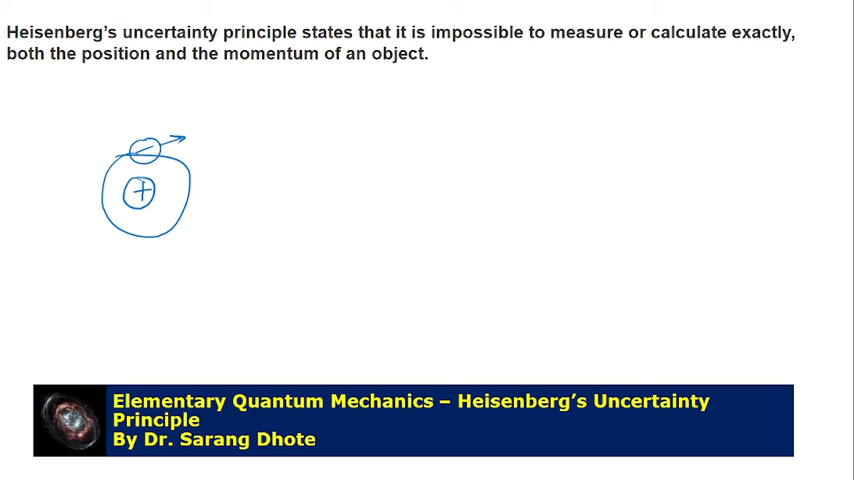 Heisenberg’s uncertainty principle states that it is impossible to measure or calculate exactly,
both the position and the momentum of an object.
−
+
Elementary Quantum Mechanics – Heisenberg’s Uncertainty
Principle
By Dr. Sarang Dhote